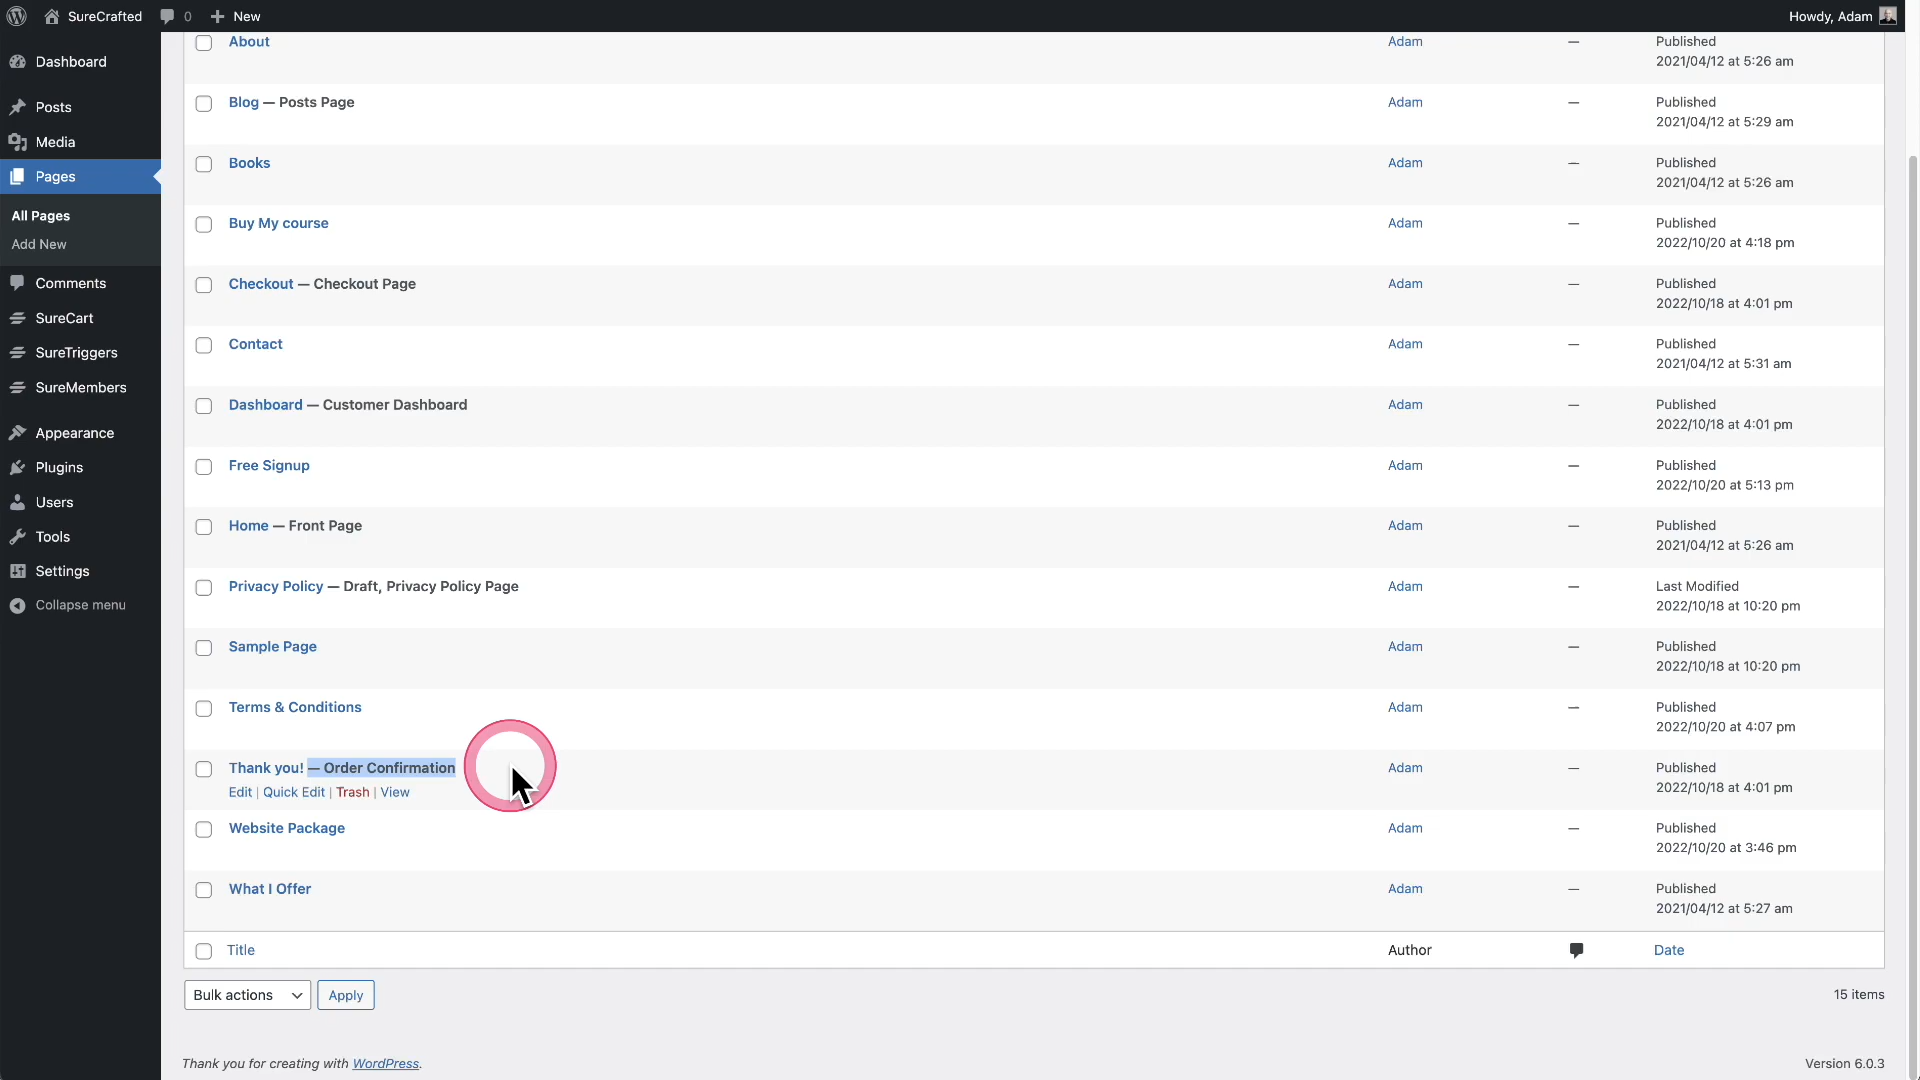 SureCrafted 0 New Howdy, Adam
Dashboard
Posts
Media
Pages
All Pages
Add New
Comments
SureCart
SureTriggers
SureMembers
Appearance
Plugins
Users
Tools
Settings
Collapse menu
About Adam — Published
2021/04/12 at 5:26 am
Blog — Posts Page Adam — Published
2021/04/12 at 5:29 am
Books Adam — Published
2021/04/12 at 5:26 am
Buy My course Adam — Published
2022/10/20 at 4:18 pm
Checkout — Checkout Page Adam — Published
2022/10/18 at 4:01 pm
Contact Adam — Published
2021/04/12 at 5:31 am
Dashboard — Customer Dashboard Adam — Published
2022/10/18 at 4:01 pm
Free Signup Adam — Published
2022/10/20 at 5:13 pm
Home — Front Page Adam — Published
2021/04/12 at 5:26 am
Privacy Policy — Draft, Privacy Policy Page Adam — Last Modified
2022/10/18 at 10:20 pm
Sample Page Adam — Published
2022/10/18 at 10:20 pm
Terms & Conditions Adam — Published
2022/10/20 at 4:07 pm
Thank you! — Order Confirmation Adam — Published
Edit | Quick Edit | Trash | View 2022/10/18 at 4:01 pm
Website Package Adam — Published
2022/10/20 at 3:46 pm
What I Offer Adam — Published
2021/04/12 at 5:27 am
Title Author Date
Bulk actions Apply 15 items
Thank you for creating with WordPress. Version 6.0.3